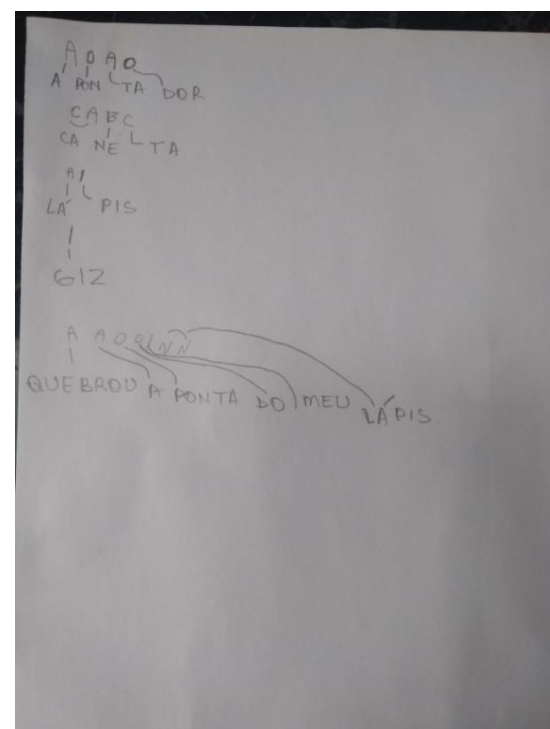 A O A O
A PON TA DOR
C A B C
CA NE TA
A I
LÁ PIS
I
GIZ
A A O Q L N N
QUEBROU A PONTA DO MEU LÁPIS